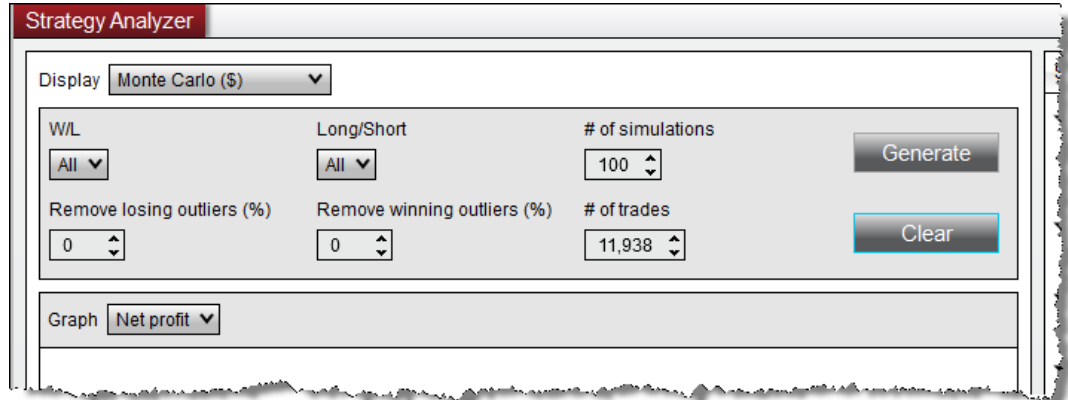 Strategy Analyzer
Display Monte Carlo ($)
W/L Long/Short # of simulations
All All 100 Generate
Remove losing outliers (%) Remove winning outliers (%) # of trades
0 0 11,938 Clear
Graph Net profit